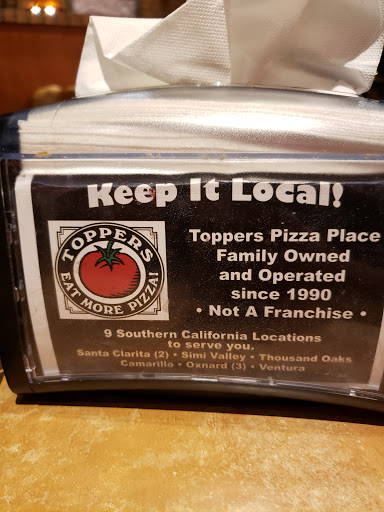 Keep It Local!
TOPPERS
EAT MORE PIZZA!
Toppers Pizza Place
Family Owned
and Operated
since 1990
• Not A Franchise •
9 Southern California Locations
to serve you.
Santa Clarita (2) • Simi Valley • Thousand Oaks
Camarillo • Oxnard (3) • Ventura